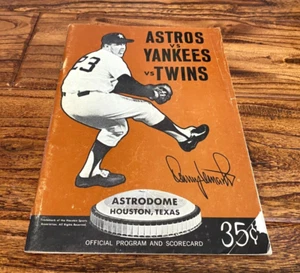 ASTROS
vs
YANKEES
vs TWINS
23
ASTRODOME
HOUSTON, TEXAS
OFFICIAL PROGRAM AND SCORECARD
35¢